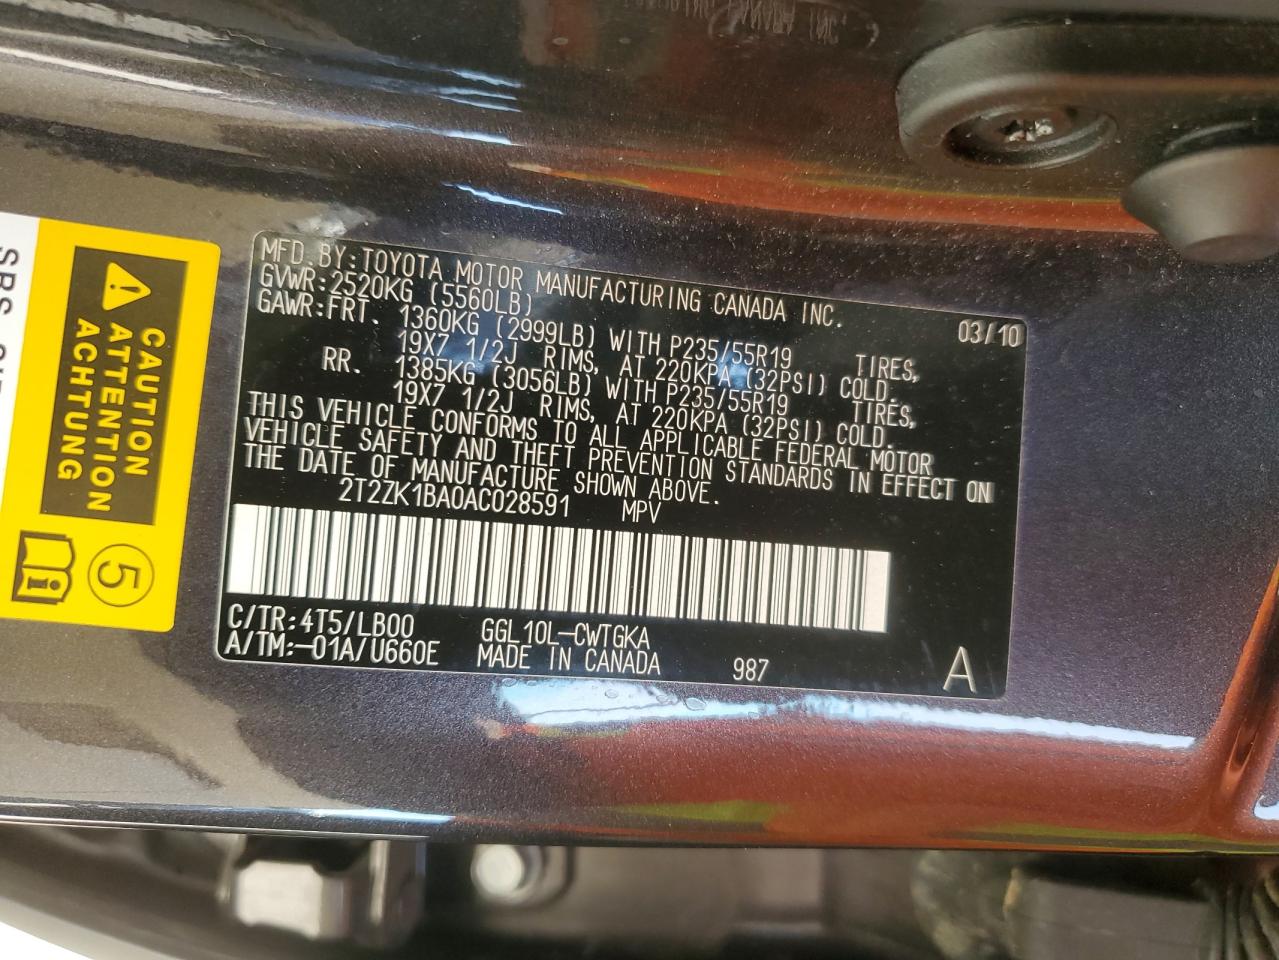 CANADA INC.
MFD. BY: TOYOTA MOTOR MANUFACTURING CANADA INC.
GVWR: 2520KG (5560LB) 03/10
GAWR: FRT. 1360KG (2999LB) WITH P235/55R19 TIRES,
19X7 1/2J RIMS, AT 220KPA (32PSI) COLD.
RR. 1385KG (3056LB) WITH P235/55R19 TIRES,
19X7 1/2J RIMS, AT 220KPA (32PSI) COLD.
THIS VEHICLE CONFORMS TO ALL APPLICABLE FEDERAL MOTOR
VEHICLE SAFETY AND THEFT PREVENTION STANDARDS IN EFFECT ON
THE DATE OF MANUFACTURE SHOWN ABOVE.
2T2ZK1BA0AC028591 MPV
C/TR: 4T5/LB00 GGL10L-CWTGKA
A/TM: -01A/U660E MADE IN CANADA 987 A
CAUTION
ATTENTION
ACHTUNG
5
SRS